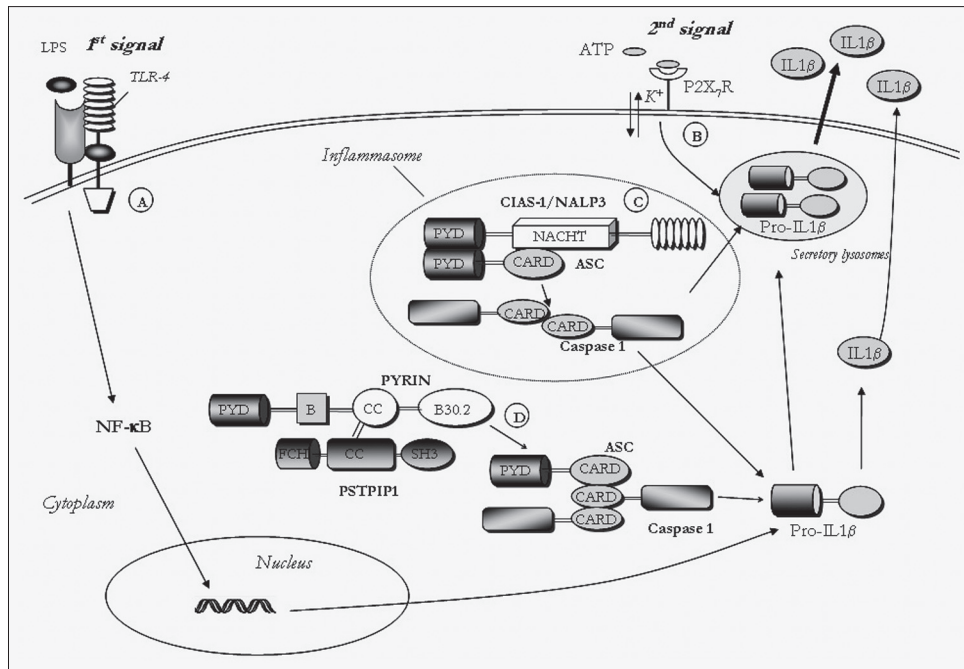 LPS
1st signal
TLR-4
A
2nd signal
ATP
K+
P2X7R
B
IL1β
IL1β
IL1β
Inflammasome
CIAS-1/NALP3
C
PYD
NACHT
PYD
CARD
ASC
CARD
CARD
Caspase 1
Pro-IL1β
Secretory lysosomes
IL1β
PYRIN
PYD
B
CC
B30.2
D
FCH
CC
SH3
PSTPIP1
NF-κB
ASC
PYD
CARD
CARD
CARD
Caspase 1
Pro-IL1β
Cytoplasm
Nucleus